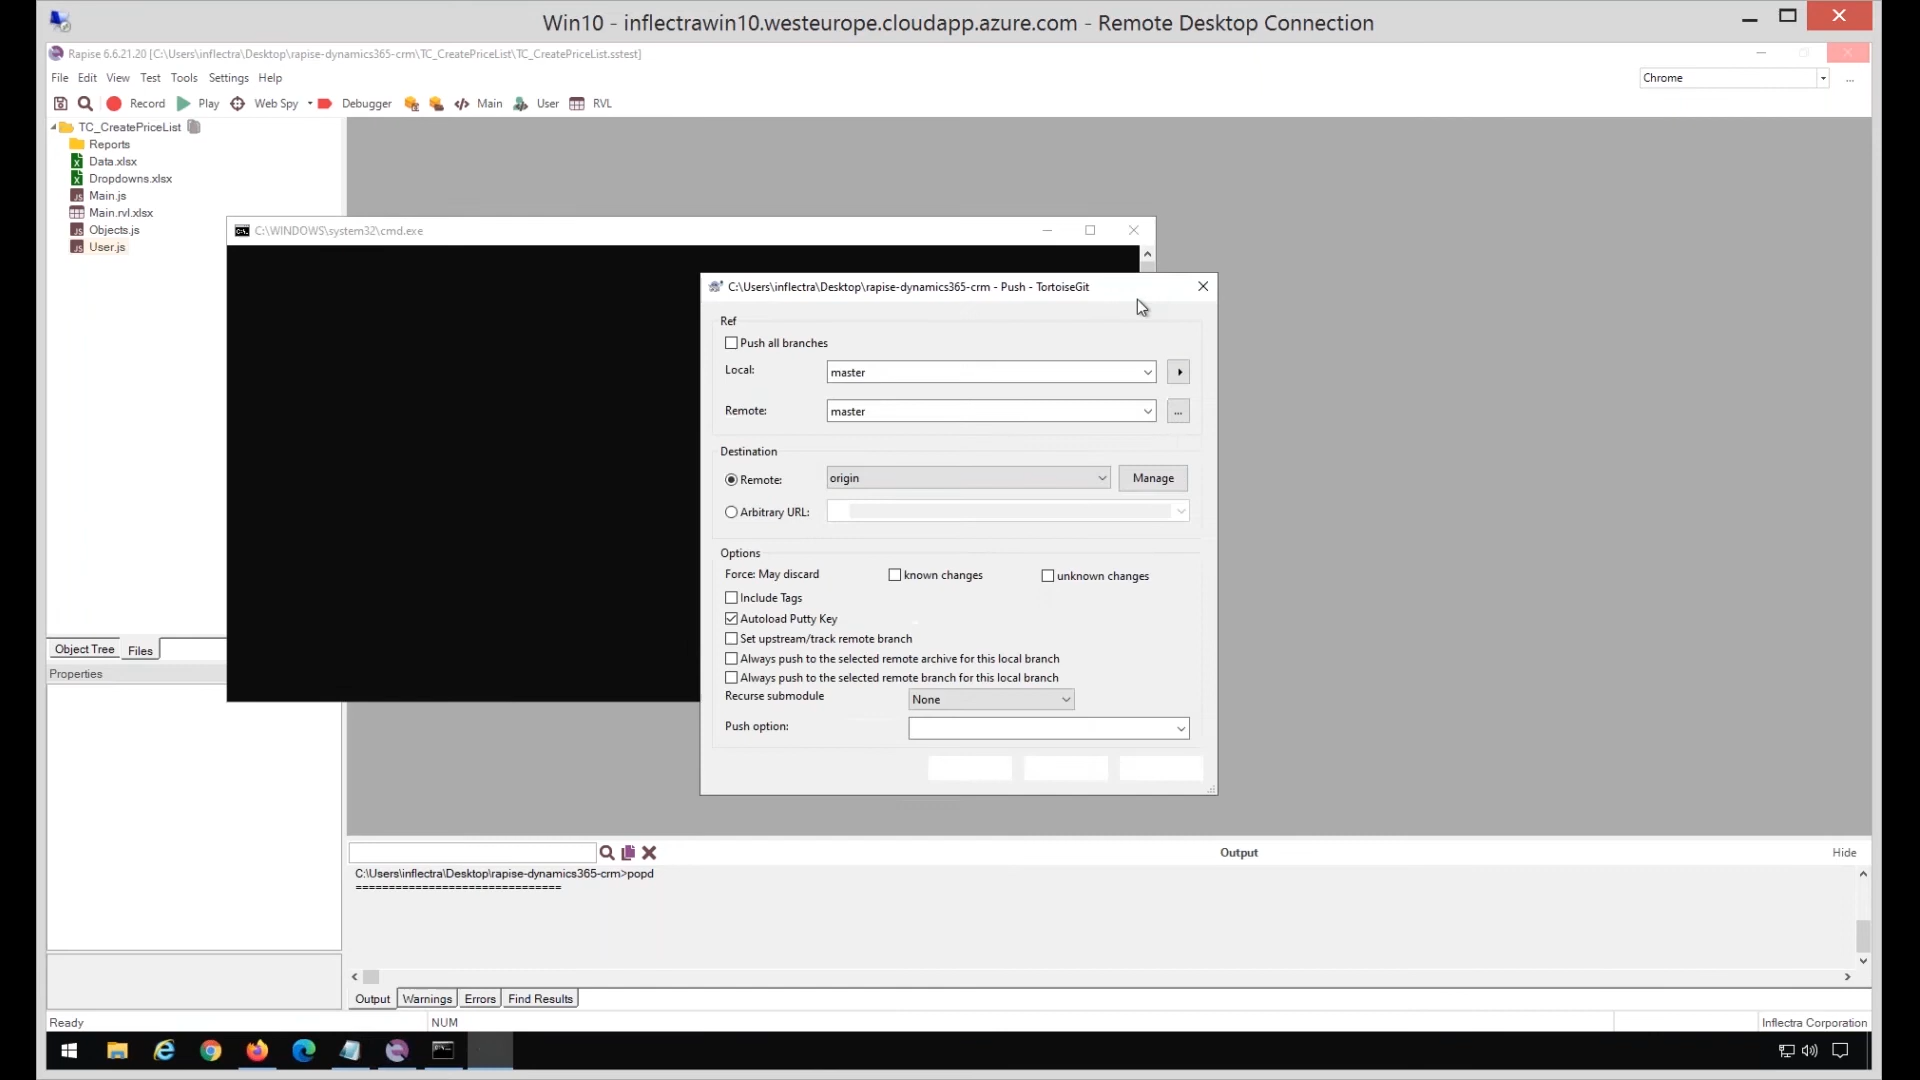 Win10 - inflectrawin10.westeurope.cloudapp.azure.com - Remote Desktop Connection
Rapise 6.6.21.20 [C:\Users\inflectra\Desktop\rapise-dynamics365-crm\TC_CreatePriceList\TC_CreatePriceList.sstest]
File Edit View Test Tools Settings Help
Chrome ...
Record Play Web Spy Debugger Main User RVL
TC_CreatePriceList
Reports
Data.xlsx
Dropdowns.xlsx
Main.js
Main.rvl.xlsx
Objects.js
User.js
C:\WINDOWS\system32\cmd.exe
C:\Users\inflectra\Desktop\rapise-dynamics365-crm - Push - TortoiseGit
Ref
Push all branches
Local: master
Remote: master ...
Destination
Remote: origin Manage
Arbitrary URL:
Options
Force: May discard known changes unknown changes
Include Tags
Autoload Putty Key
Set upstream/track remote branch
Always push to the selected remote archive for this local branch
Always push to the selected remote branch for this local branch
Recurse submodule None
Push option:
Object Tree Files
Properties
Output Hide
C:\Users\inflectra\Desktop\rapise-dynamics365-crm>popd
==============================
Output Warnings Errors Find Results
Ready NUM Inflectra Corporation